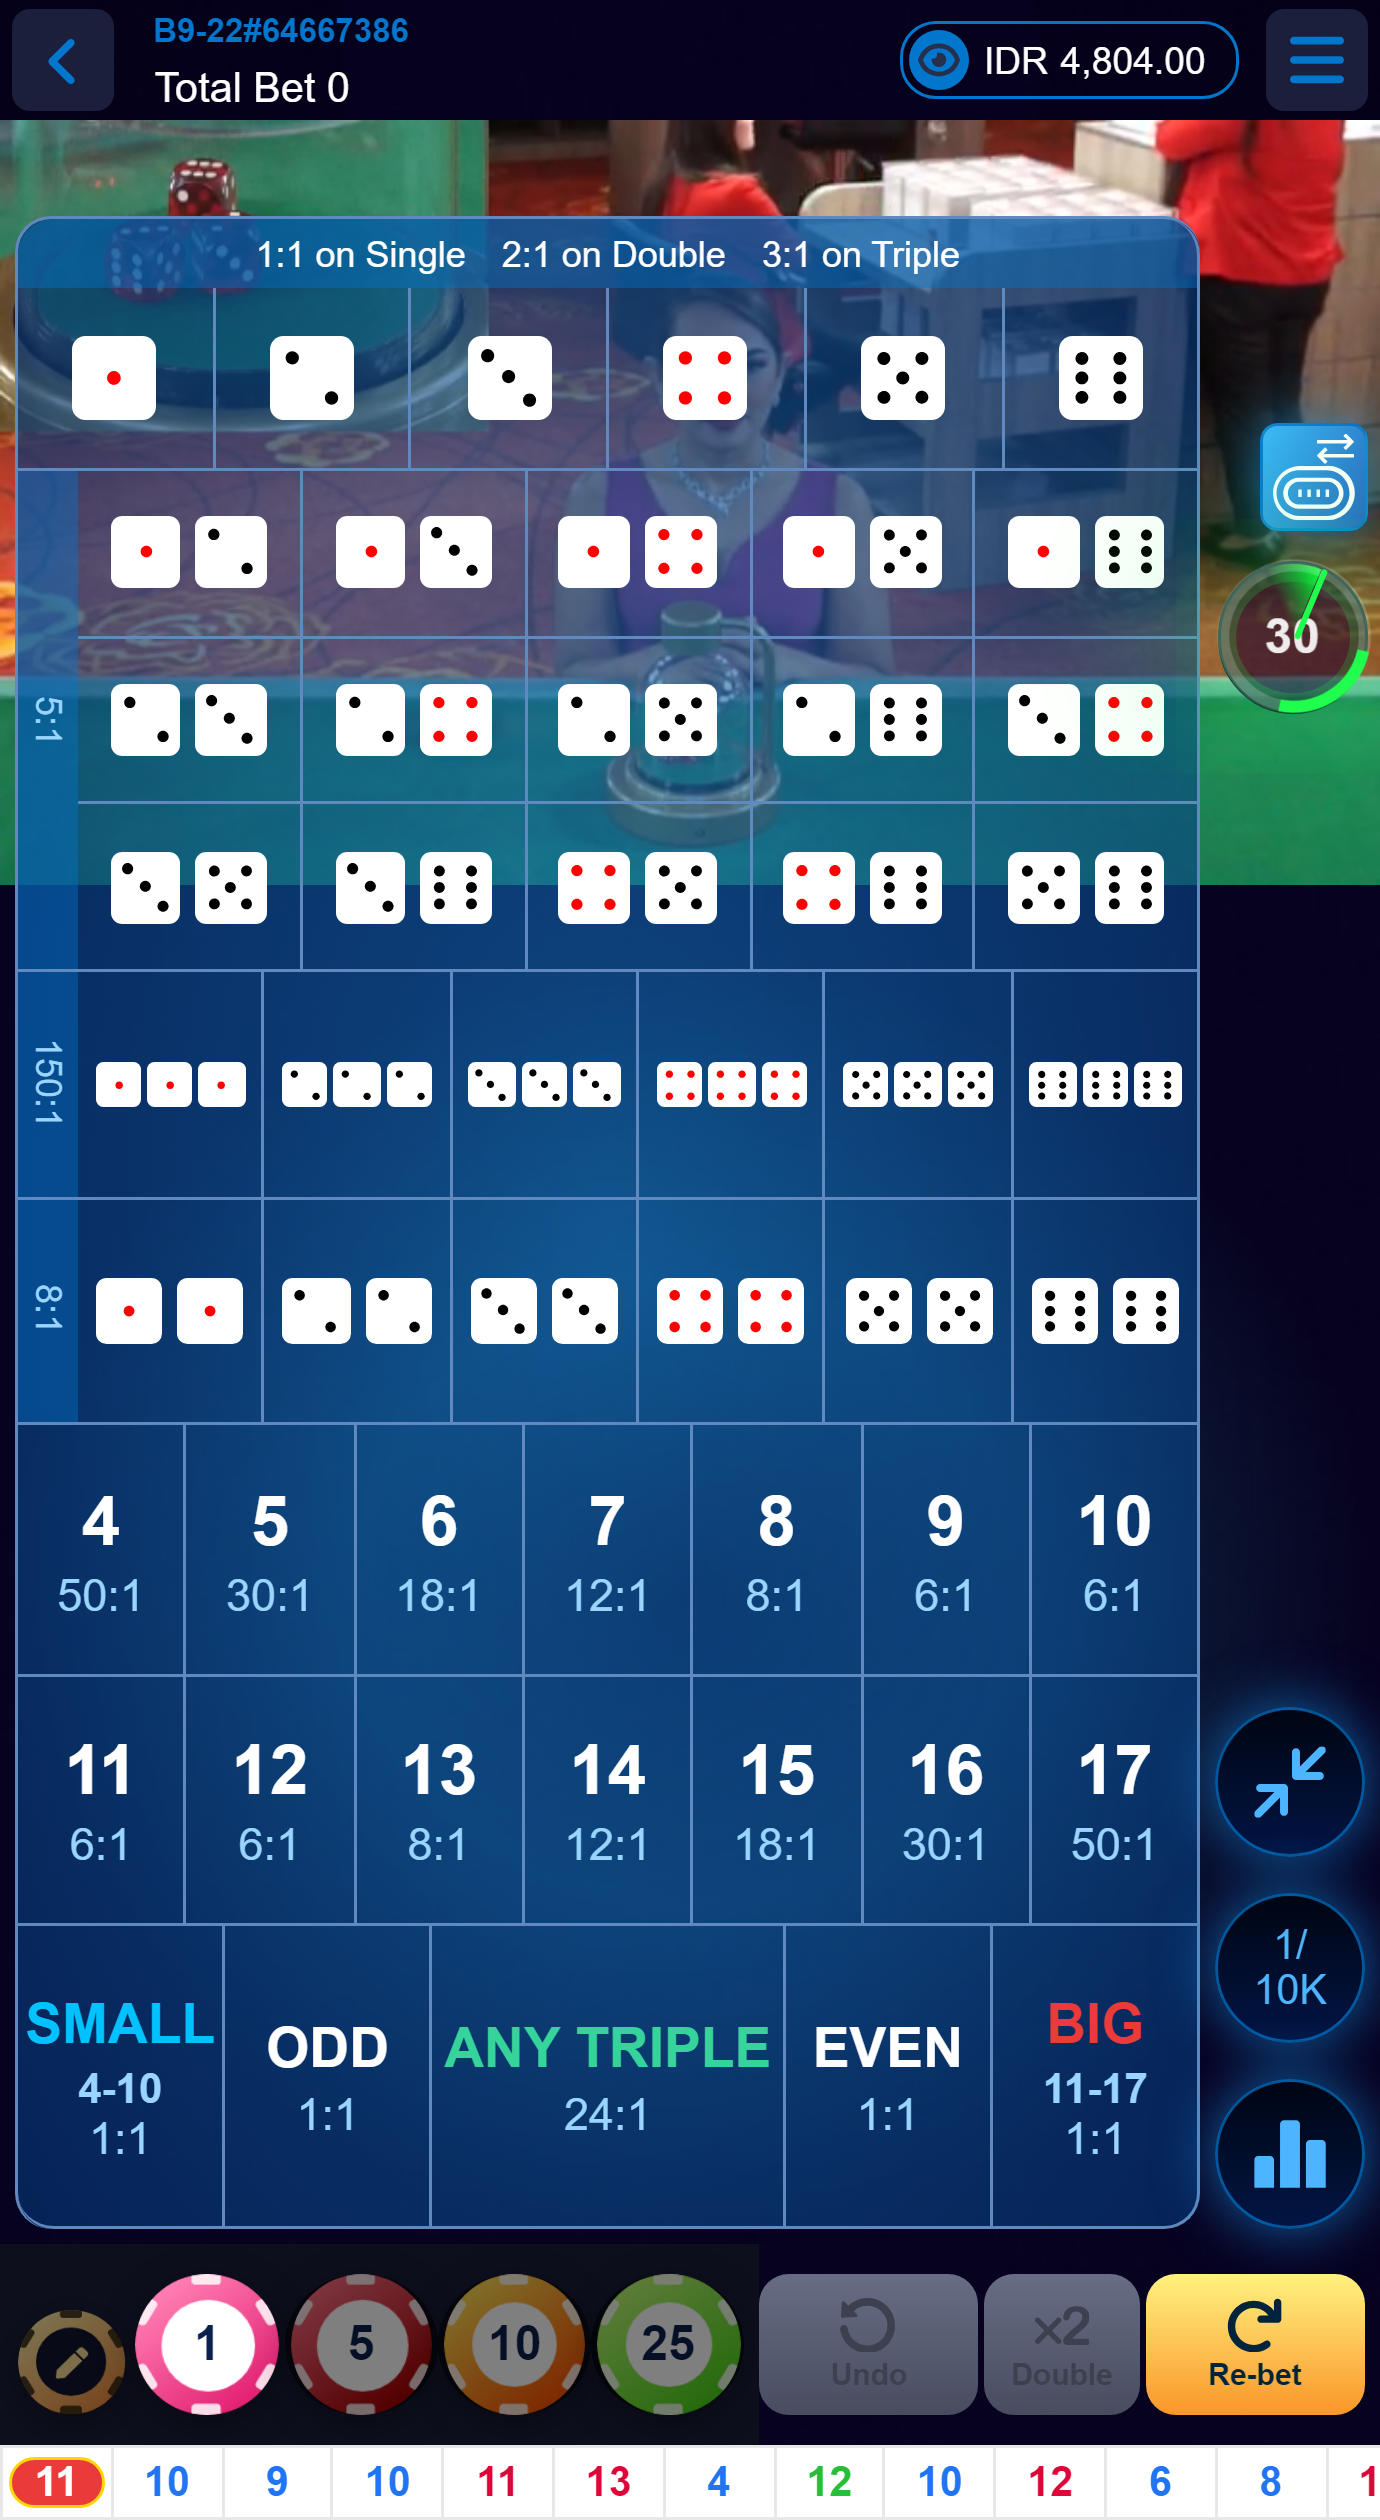 B9-22#64667386
Total Bet 0
IDR 4,804.00
1:1 on Single 2:1 on Double 3:1 on Triple
30
5:1
150:1
8:1
4 5 6 7 8 9 10
50:1 30:1 18:1 12:1 8:1 6:1 6:1
11 12 13 14 15 16 17
6:1 6:1 8:1 12:1 18:1 30:1 50:1
SMALL
4-10
1:1
ODD
1:1
ANY TRIPLE
24:1
EVEN
1:1
BIG
11-17
1:1
1/
10K
1 5 10 25
Undo
x2
Double
Re-bet
11 10 9 10 11 13 4 12 10 12 6 8